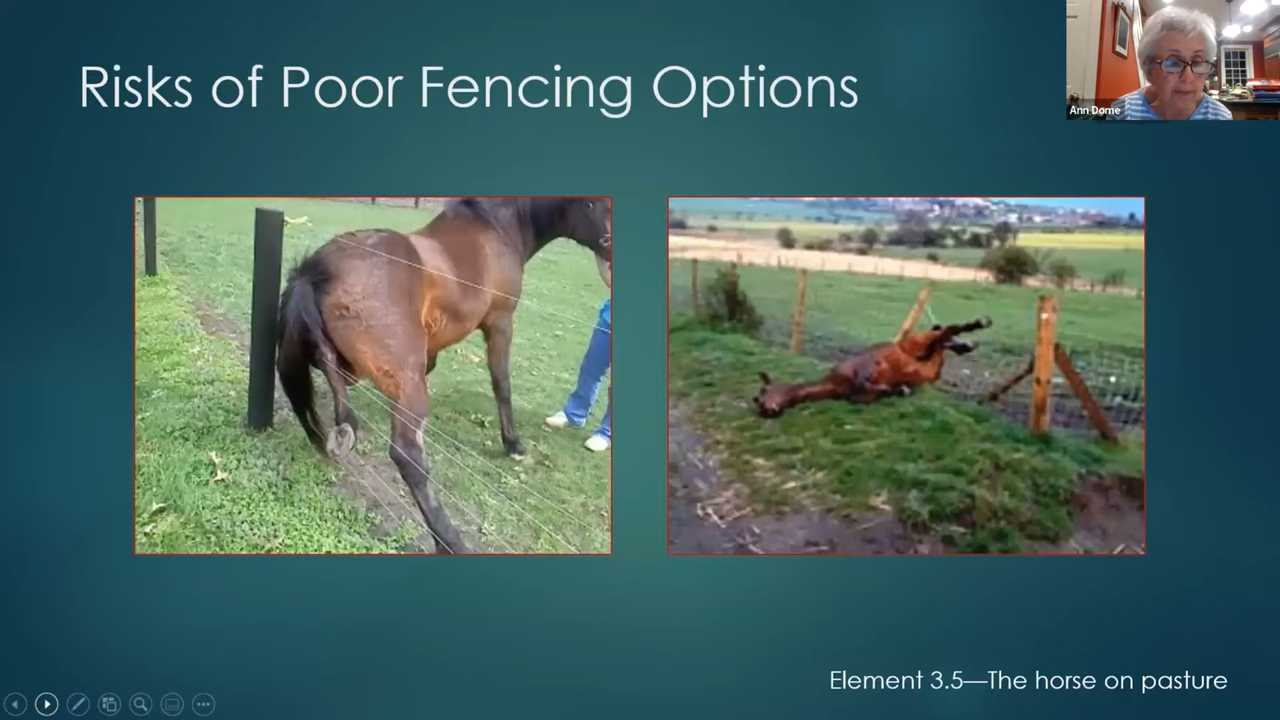 Risks of Poor Fencing Options
Ann Dome
Element 3.5—The horse on pasture